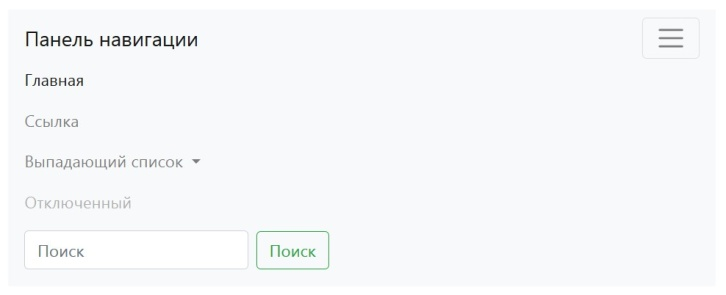 Панель навигации
Главная
Ссылка
Выпадающий список
Отключенный
Поиск Поиск